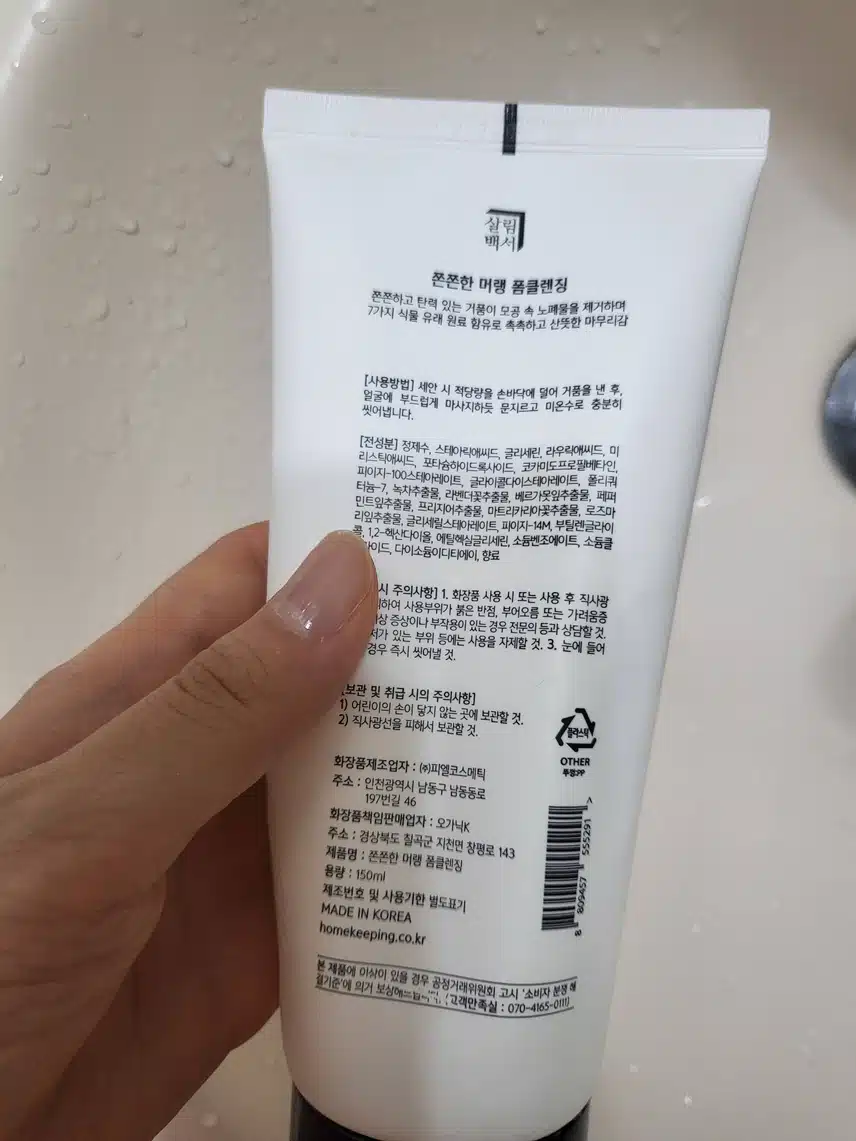 살림
백서
쫀쫀한 머랭 폼클렌징
쫀쫀하고 탄력 있는 거품이 모공 속 노폐물을 제거하며
7가지 식물 유래 원료 함유로 촉촉하고 산뜻한 마무리감
[사용방법] 세안 시 적당량을 손바닥에 덜어 거품을 낸 후,
얼굴에 부드럽게 마사지하듯 문지르고 미온수로 충분히
씻어냅니다.
[전성분] 정제수, 스테아릭애씨드, 글리세린, 라우릭애씨드, 미
리스틱애씨드, 포타슘하이드록사이드, 코카미도프로필베타인,
피이지-100스테아레이트, 글라이콜다이스테아레이트, 폴리쿼
터늄-7, 녹차추출물, 라벤더꽃추출물, 베르가못잎추출물, 페퍼
민트잎추출물, 프리지어추출물, 마트리카리아꽃추출물, 로즈마
리잎추출물, 글리세릴스테아레이트, 피이지-14M, 부틸렌글라이
콜, 1,2-헥산다이올, 에틸헥실글리세린, 소듐벤조에이트, 소듐클
라이드, 다이소듐이디티에이, 향료
시 주의사항] 1. 화장품 사용 시 또는 사용 후 직사광
의하여 사용부위가 붉은 반점, 부어오름 또는 가려움증
이상 증상이나 부작용이 있는 경우 전문의 등과 상담할 것.
처가 있는 부위 등에는 사용을 자제할 것. 3. 눈에 들어
경우 즉시 씻어낼 것.
[보관 및 취급 시의 주의사항]
1) 어린이의 손이 닿지 않는 곳에 보관할 것.
2) 직사광선을 피해서 보관할 것.
플라스틱
OTHER
뚜껑:PP
화장품제조업자 : ㈜피엘코스메틱
주소 : 인천광역시 남동구 남동동로
197번길 46
화장품책임판매업자 : 오가닉K
주소 : 경상북도 칠곡군 지천면 창평로 143
제품명 : 쫀쫀한 머랭 폼클렌징
용량 : 150ml
제조번호 및 사용기한 별도표기
MADE IN KOREA
homekeeping.co.kr
8 809457 555291 >
본 제품에 이상이 있을 경우 공정거래위원회 고시 '소비자 분쟁 해
결기준'에 의거 보상해드립니다. (고객만족실 : 070-4165-0111)